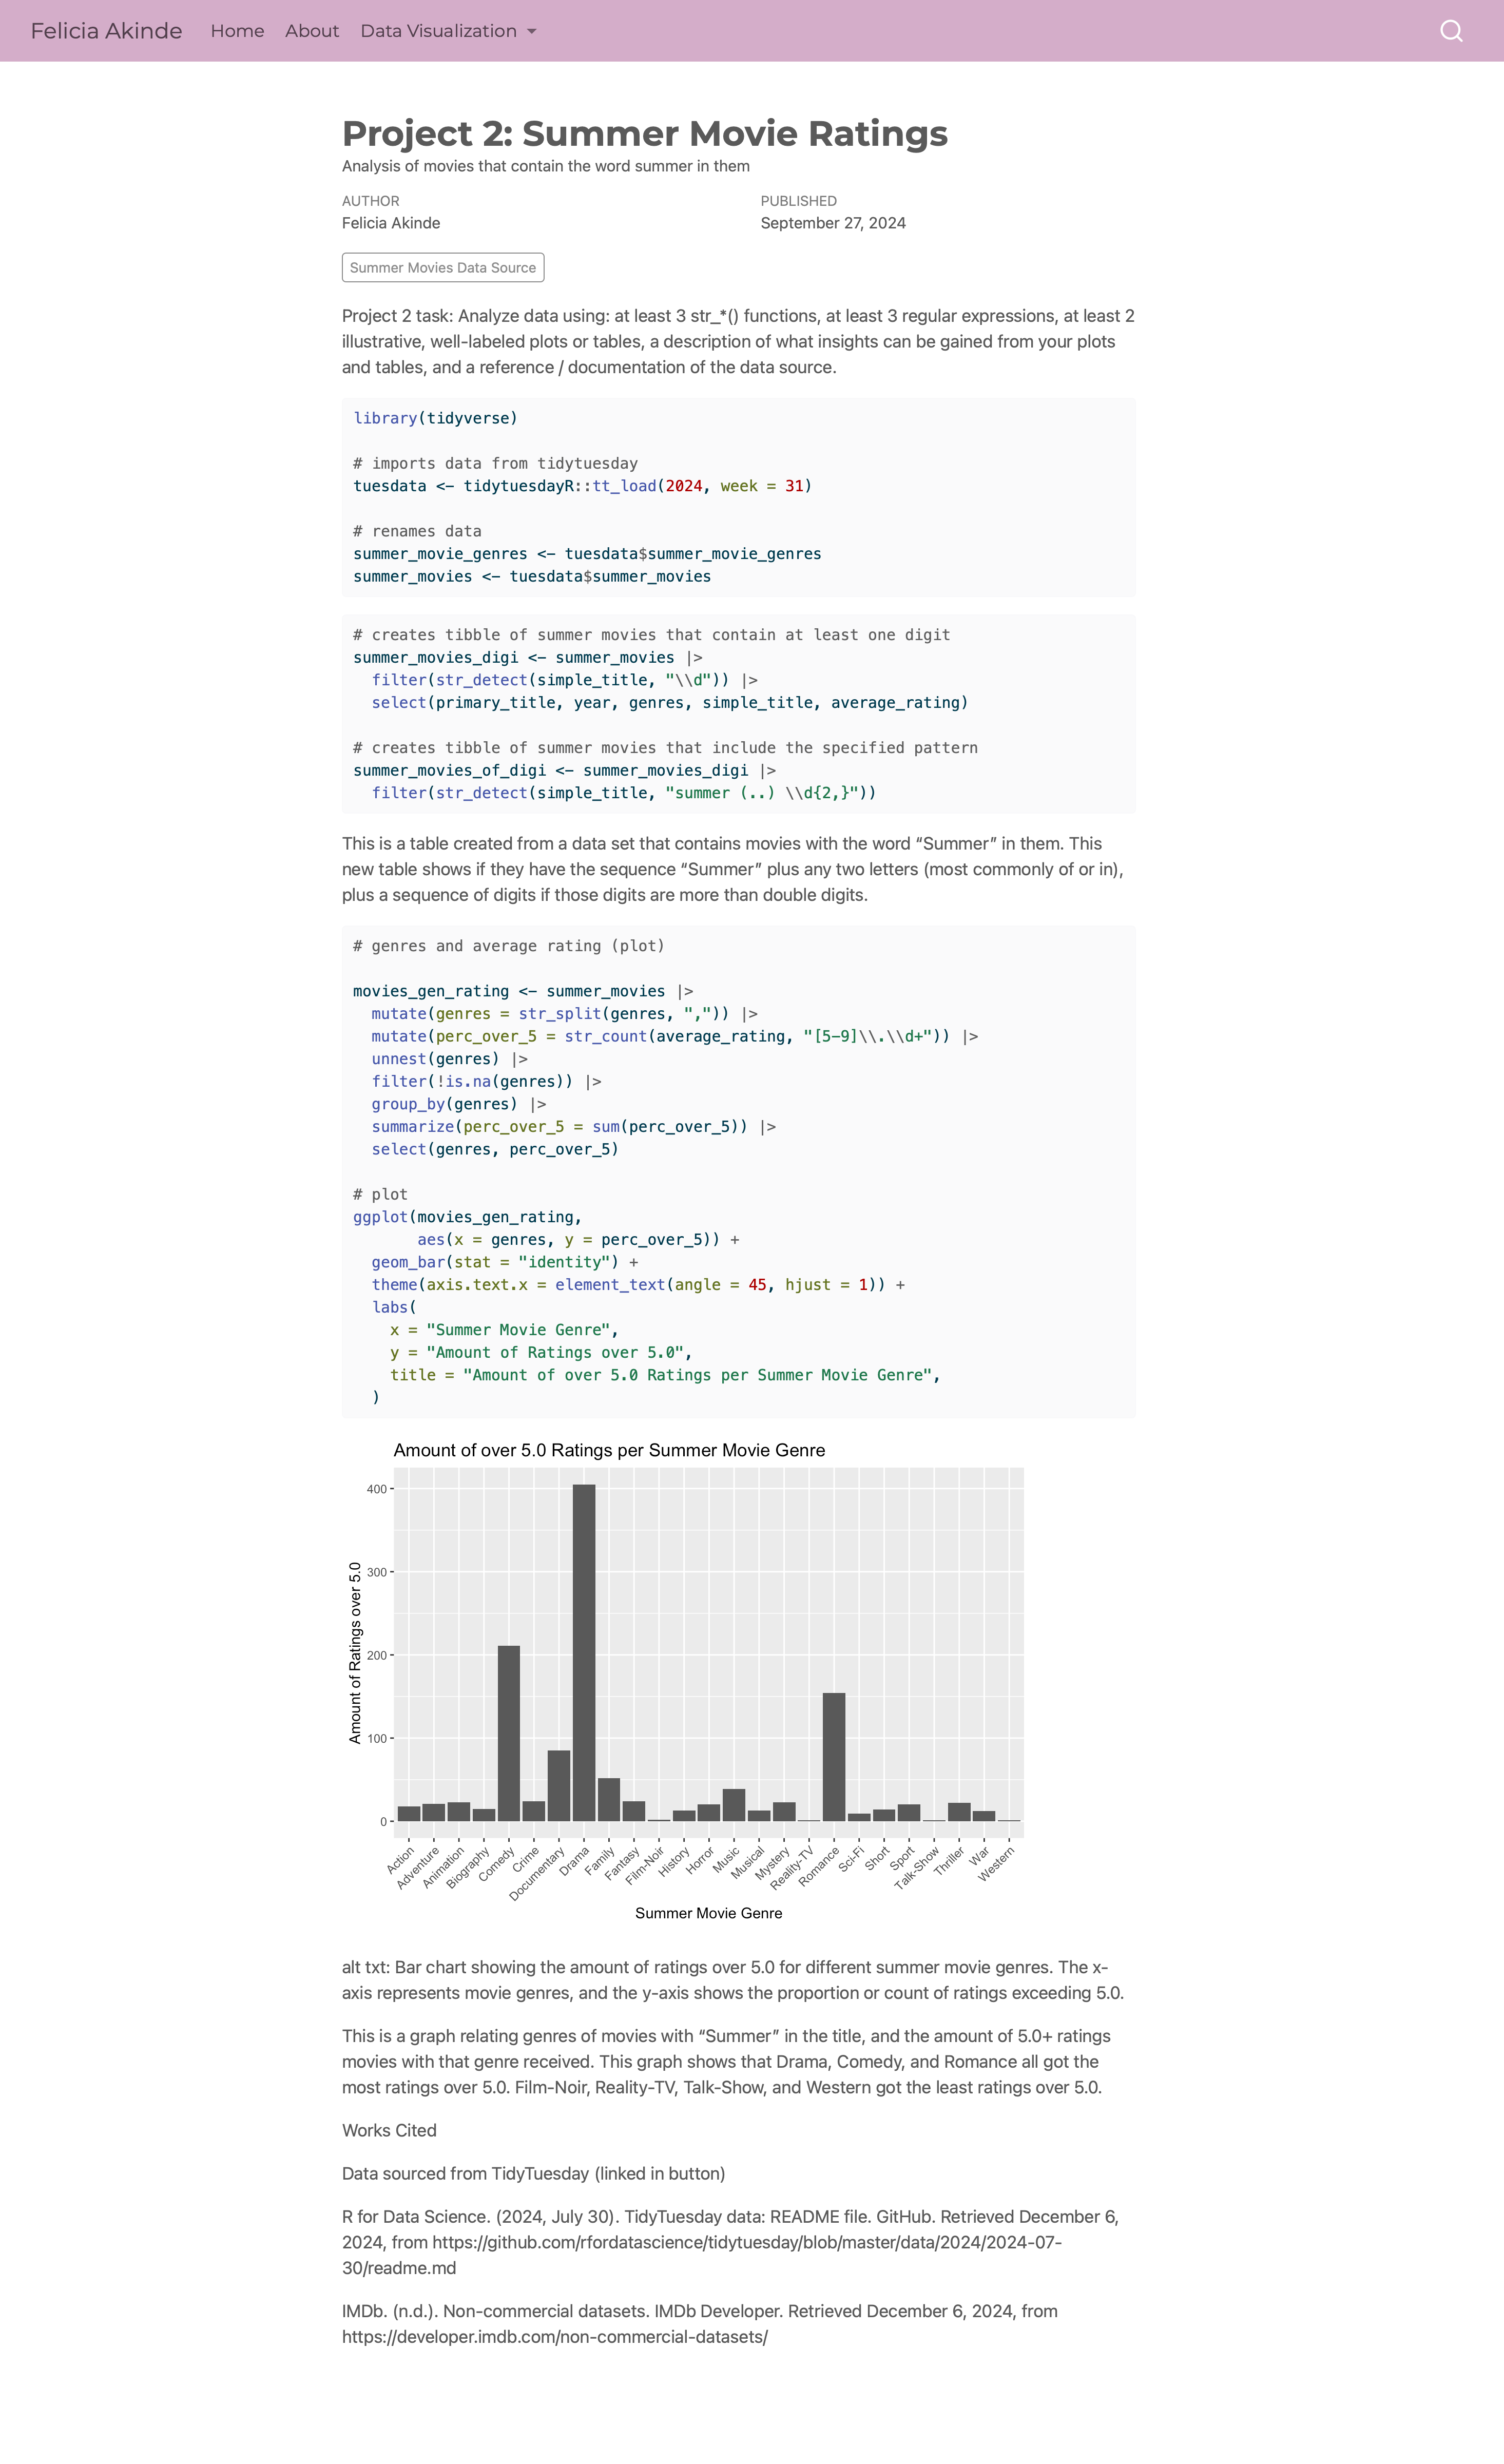 Felicia Akinde Home About Data Visualization
Project 2: Summer Movie Ratings
Analysis of movies that contain the word summer in them
AUTHOR PUBLISHED
Felicia Akinde September 27, 2024
Summer Movies Data Source
Project 2 task: Analyze data using: at least 3 str_*() functions, at least 3 regular expressions, at least 2
illustrative, well-labeled plots or tables, a description of what insights can be gained from your plots
and tables, and a reference / documentation of the data source.
library(tidyverse)
# imports data from tidytuesday
tuesdata <- tidytuesdayR::tt_load(2024, week = 31)
# renames data
summer_movie_genres <- tuesdata$summer_movie_genres
summer_movies <- tuesdata$summer_movies
# creates tibble of summer movies that contain at least one digit
summer_movies_digi <- summer_movies |>
  filter(str_detect(simple_title, "\\d")) |>
  select(primary_title, year, genres, simple_title, average_rating)
# creates tibble of summer movies that include the specified pattern
summer_movies_of_digi <- summer_movies_digi |>
  filter(str_detect(simple_title, "summer (..) \\d{2,}"))
This is a table created from a data set that contains movies with the word “Summer” in them. This
new table shows if they have the sequence “Summer” plus any two letters (most commonly of or in),
plus a sequence of digits if those digits are more than double digits.
# genres and average rating (plot)
movies_gen_rating <- summer_movies |>
  mutate(genres = str_split(genres, ",")) |>
  mutate(perc_over_5 = str_count(average_rating, "[5-9]\\.\\d+")) |>
  unnest(genres) |>
  filter(!is.na(genres)) |>
  group_by(genres) |>
  summarize(perc_over_5 = sum(perc_over_5)) |>
  select(genres, perc_over_5)
# plot
ggplot(movies_gen_rating,
       aes(x = genres, y = perc_over_5)) +
  geom_bar(stat = "identity") +
  theme(axis.text.x = element_text(angle = 45, hjust = 1)) +
  labs(
    x = "Summer Movie Genre",
    y = "Amount of Ratings over 5.0",
    title = "Amount of over 5.0 Ratings per Summer Movie Genre",
  )
Amount of over 5.0 Ratings per Summer Movie Genre
Amount of Ratings over 5.0
400
300
200
100
0
Action
Adventure
Animation
Biography
Comedy
Crime
Documentary
Drama
Family
Fantasy
Film-Noir
History
Horror
Music
Musical
Mystery
Reality-TV
Romance
Sci-Fi
Short
Sport
Talk-Show
Thriller
War
Western
Summer Movie Genre
alt txt: Bar chart showing the amount of ratings over 5.0 for different summer movie genres. The x-
axis represents movie genres, and the y-axis shows the proportion or count of ratings exceeding 5.0.
This is a graph relating genres of movies with “Summer” in the title, and the amount of 5.0+ ratings
movies with that genre received. This graph shows that Drama, Comedy, and Romance all got the
most ratings over 5.0. Film-Noir, Reality-TV, Talk-Show, and Western got the least ratings over 5.0.
Works Cited
Data sourced from TidyTuesday (linked in button)
R for Data Science. (2024, July 30). TidyTuesday data: README file. GitHub. Retrieved December 6,
2024, from https://github.com/rfordatascience/tidytuesday/blob/master/data/2024/2024-07-
30/readme.md
IMDb. (n.d.). Non-commercial datasets. IMDb Developer. Retrieved December 6, 2024, from
https://developer.imdb.com/non-commercial-datasets/